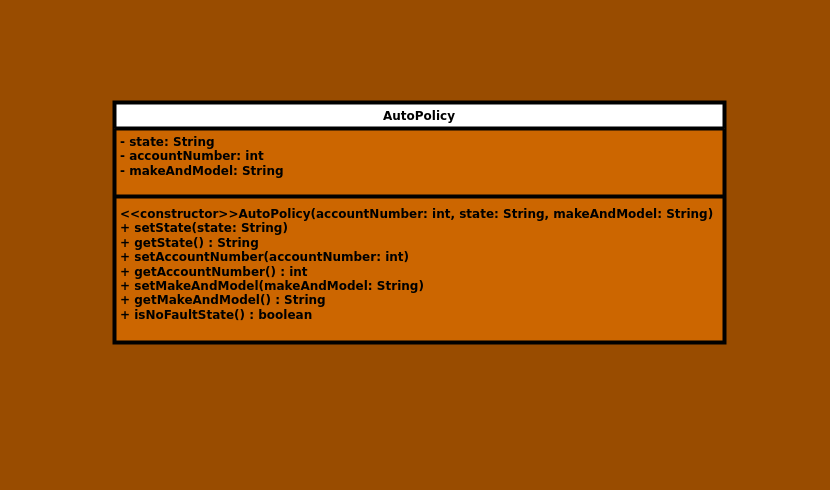 AutoPolicy
- state: String
- accountNumber: int
- makeAndModel: String
<<constructor>>AutoPolicy(accountNumber: int, state: String, makeAndModel: String)
+ setState(state: String)
+ getState() : String
+ setAccountNumber(accountNumber: int)
+ getAccountNumber() : int
+ setMakeAndModel(makeAndModel: String)
+ getMakeAndModel() : String
+ isNoFaultState() : boolean